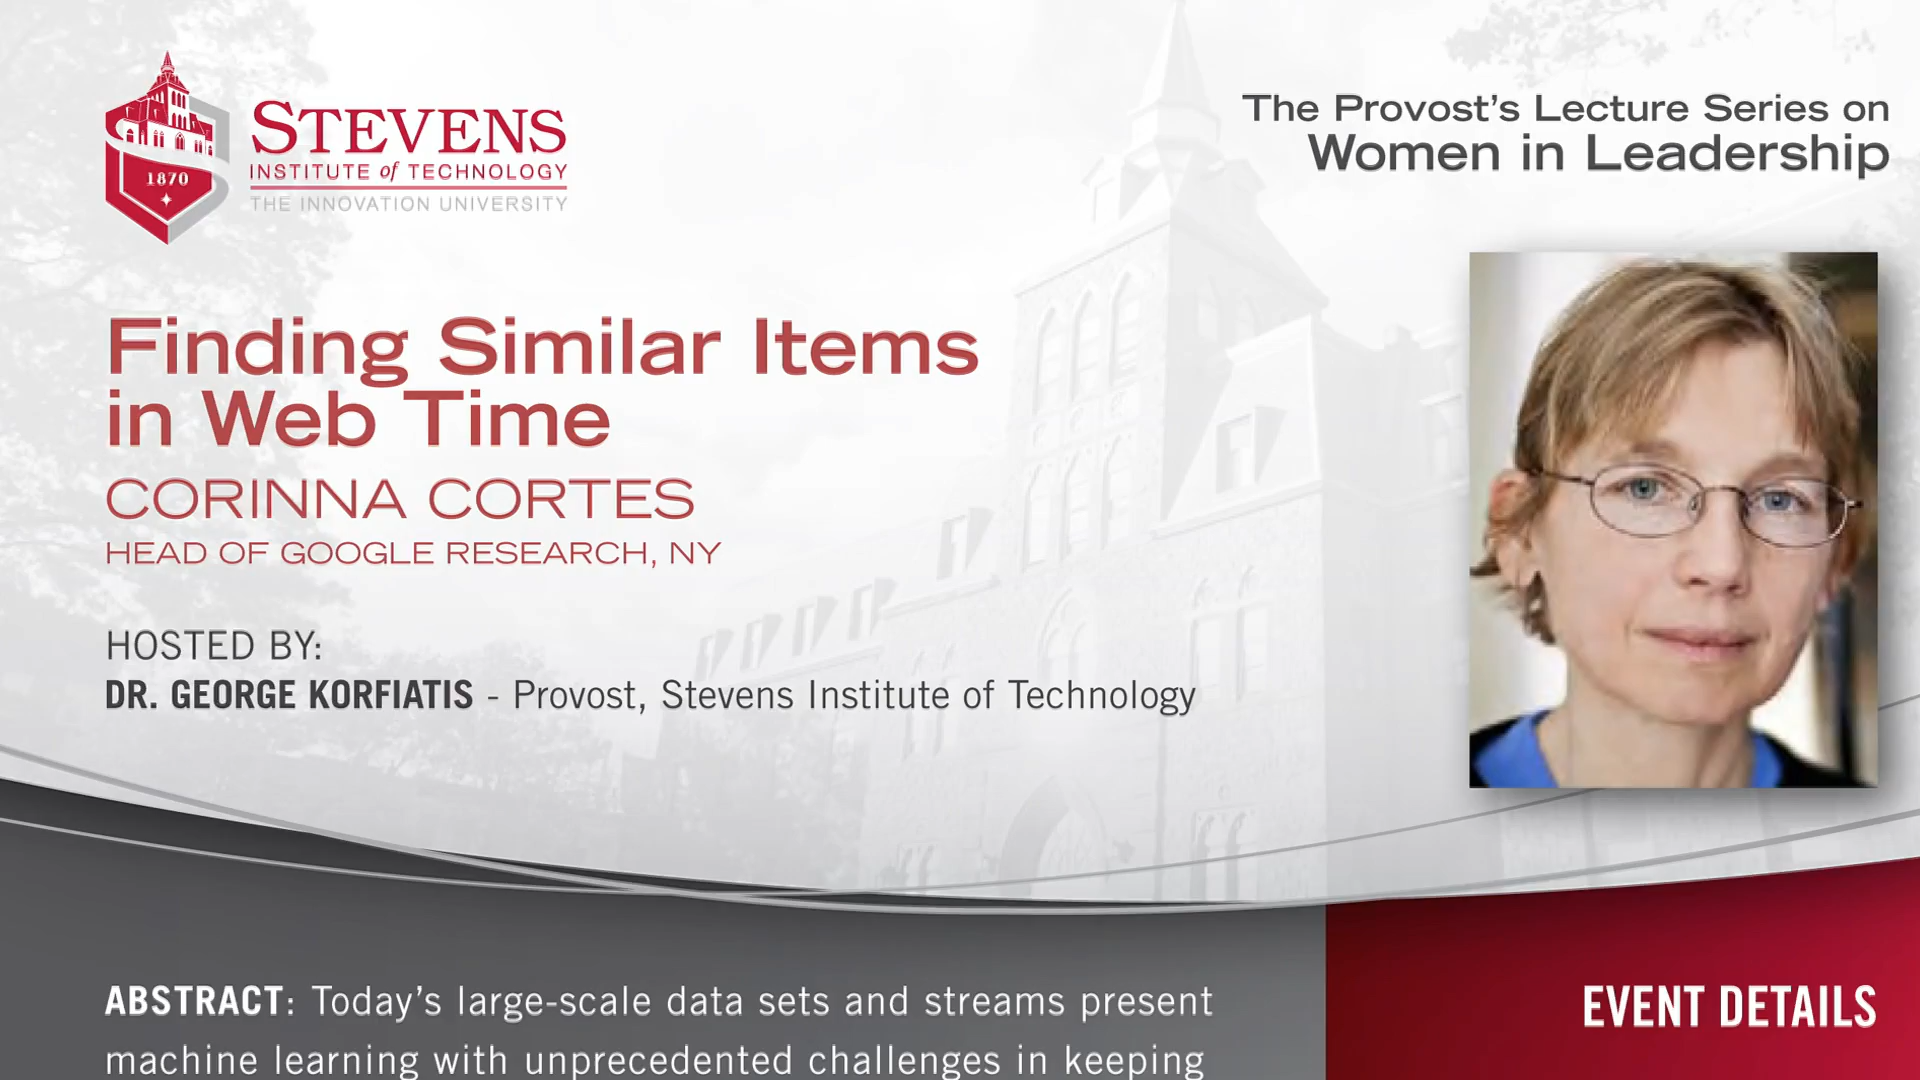 STEVENS
INSTITUTE of TECHNOLOGY
THE INNOVATION UNIVERSITY
1870
The Provost's Lecture Series on
Women in Leadership
Finding Similar Items
in Web Time
CORINNA CORTES
HEAD OF GOOGLE RESEARCH, NY
HOSTED BY:
DR. GEORGE KORFIATIS - Provost, Stevens Institute of Technology
ABSTRACT: Today's large-scale data sets and streams present
machine learning with unprecedented challenges in keeping
EVENT DETAILS